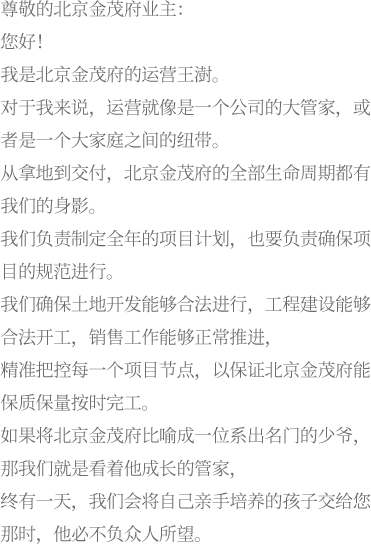 尊敬的北京金茂府业主：
您好！
我是北京金茂府的运营王澍。
对于我来说，运营就像是一个公司的大管家，或
者是一个大家庭之间的纽带。
从拿地到交付，北京金茂府的全部生命周期都有
我们的身影。
我们负责制定全年的项目计划，也要负责确保项
目的规范进行。
我们确保土地开发能够合法进行，工程建设能够
合法开工，销售工作能够正常推进，
精准把控每一个项目节点，以保证北京金茂府能
保质保量按时完工。
如果将北京金茂府比喻成一位系出名门的少爷，
那我们就是看着他成长的管家，
终有一天，我们会将自己亲手培养的孩子交给您
那时，他必不负众人所望。